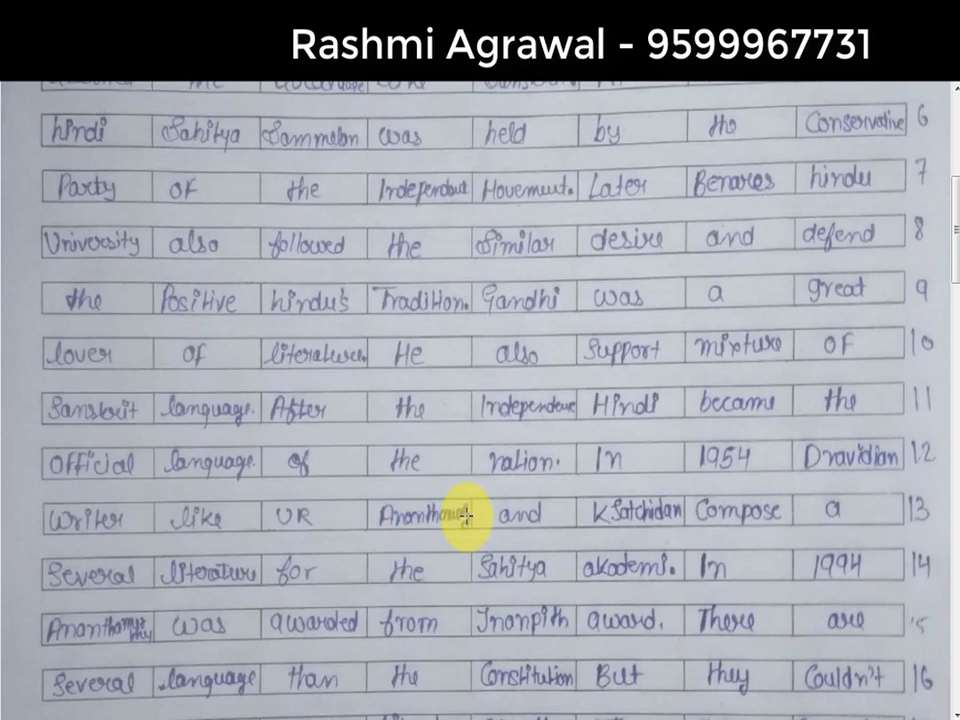 Rashmi Agrawal - 9599967731
hindi Sahitya Sammelan was held by the Conservative 6
Party OF the Independent Movement. Later Benares hindu 7
University also followed the Similar desire and defend 8
the Positive hindu's Tradition. Gandhi was a great 9
lover OF literature. He also Support mixture OF 10
Sanskrit language. After the Independence Hindi became the 11
Official language of the nation. In 1954 Dravidian 12
Writer like UR and K Satchidan Compose a 13
Several literature for the Sahitya akademi. In 1994 14
Ananthamurthy was awarded from Jnanpith award. There are 15
Several language than the Constitution But they Couldn't 16